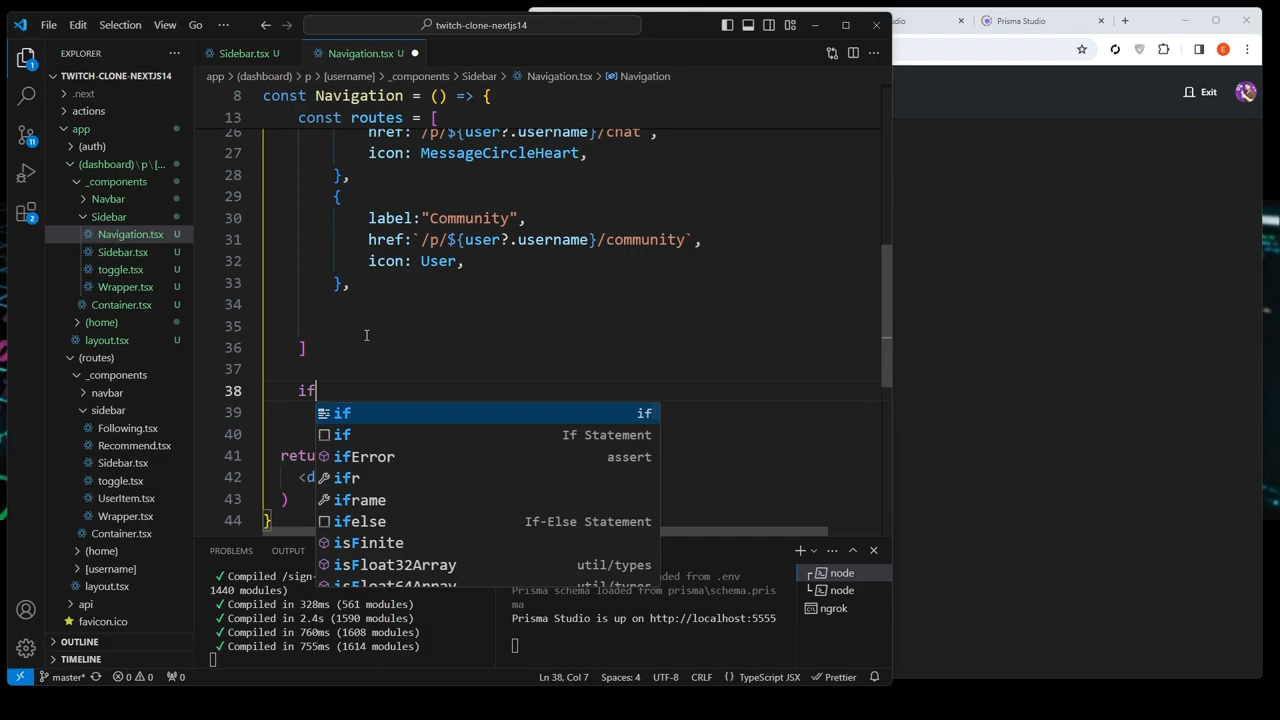 File Edit Selection View Go ··· twitch-clone-nextjs14
EXPLORER ···
TWITCH-CLONE-NEXTJS14
.next
actions
app
(auth)
(dashboard) \ p \ [...
_components
Navbar
Sidebar
Navigation.tsx U
Sidebar.tsx U
toggle.tsx U
Wrapper.tsx U
Container.tsx U
(home)
layout.tsx U
(routes)
_components
navbar
sidebar
Following.tsx
Recommend.tsx
Sidebar.tsx
toggle.tsx
UserItem.tsx
Wrapper.tsx
Container.tsx
(home)
[username]
layout.tsx
api
favicon.ico
OUTLINE
TIMELINE
11
2
Sidebar.tsx U Navigation.tsx U
app > (dashboard) > p > [username] > _components > Sidebar > Navigation.tsx > Navigation
8 const Navigation = () => {
13 const routes = [
26 href:`/p/${user?.username}/chat`,
27 icon: MessageCircleHeart,
28 },
29 {
30 label:"Community",
31 href:`/p/${user?.username}/community`,
32 icon: User,
33 },
34
35
36 ]
37
38 if
39
40
41 retu
42 <d
43 )
44 }
if if
if If Statement
ifError assert
ifr
iframe
ifelse If-Else Statement
isFinite
isFloat32Array util/types
isFloat64Array util/types
PROBLEMS OUTPUT
✓ Compiled /sign-
1440 modules)
✓ Compiled in 328ms (561 modules)
✓ Compiled in 2.4s (1590 modules)
✓ Compiled in 760ms (1608 modules)
✓ Compiled in 755ms (1614 modules)
loaded from .env
Prisma schema loaded from prisma\schema.pris
ma
Prisma Studio is up on http://localhost:5555
node
node
ngrok
master* 0 0 0 Ln 38, Col 7 Spaces: 4 UTF-8 CRLF {} TypeScript JSX Prettier
Prisma Studio
E
Exit